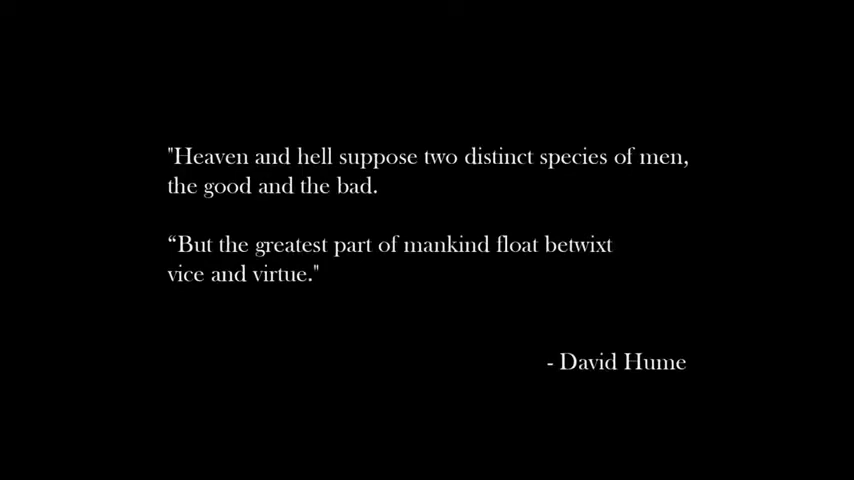 "Heaven and hell suppose two distinct species of men,
the good and the bad.
“But the greatest part of mankind float betwixt
vice and virtue."
- David Hume